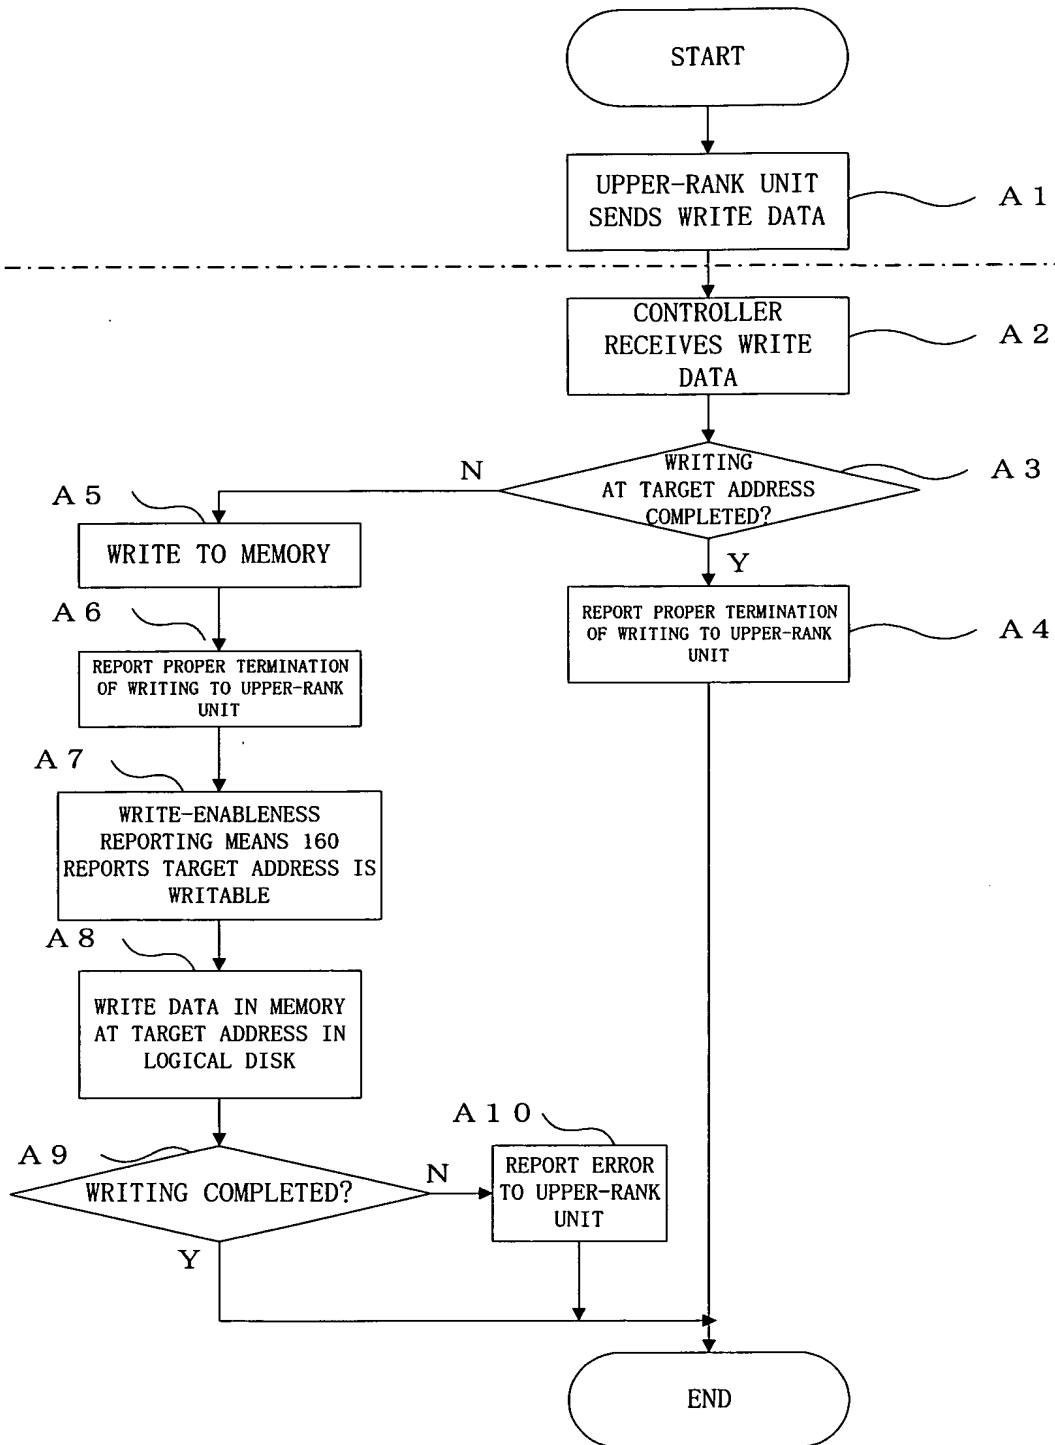 START
UPPER-RANK UNIT
SENDS WRITE DATA
A 1
CONTROLLER
RECEIVES WRITE
DATA
A 2
WRITING
AT TARGET ADDRESS
COMPLETED?
A 3
N
Y
A 5
WRITE TO MEMORY
REPORT PROPER TERMINATION
OF WRITING TO UPPER-RANK
UNIT
A 4
A 6
REPORT PROPER TERMINATION
OF WRITING TO UPPER-RANK
UNIT
A 7
WRITE-ENABLENESS
REPORTING MEANS 160
REPORTS TARGET ADDRESS IS
WRITABLE
A 8
WRITE DATA IN MEMORY
AT TARGET ADDRESS IN
LOGICAL DISK
A 9
WRITING COMPLETED?
N
Y
A 1 0
REPORT ERROR
TO UPPER-RANK
UNIT
END